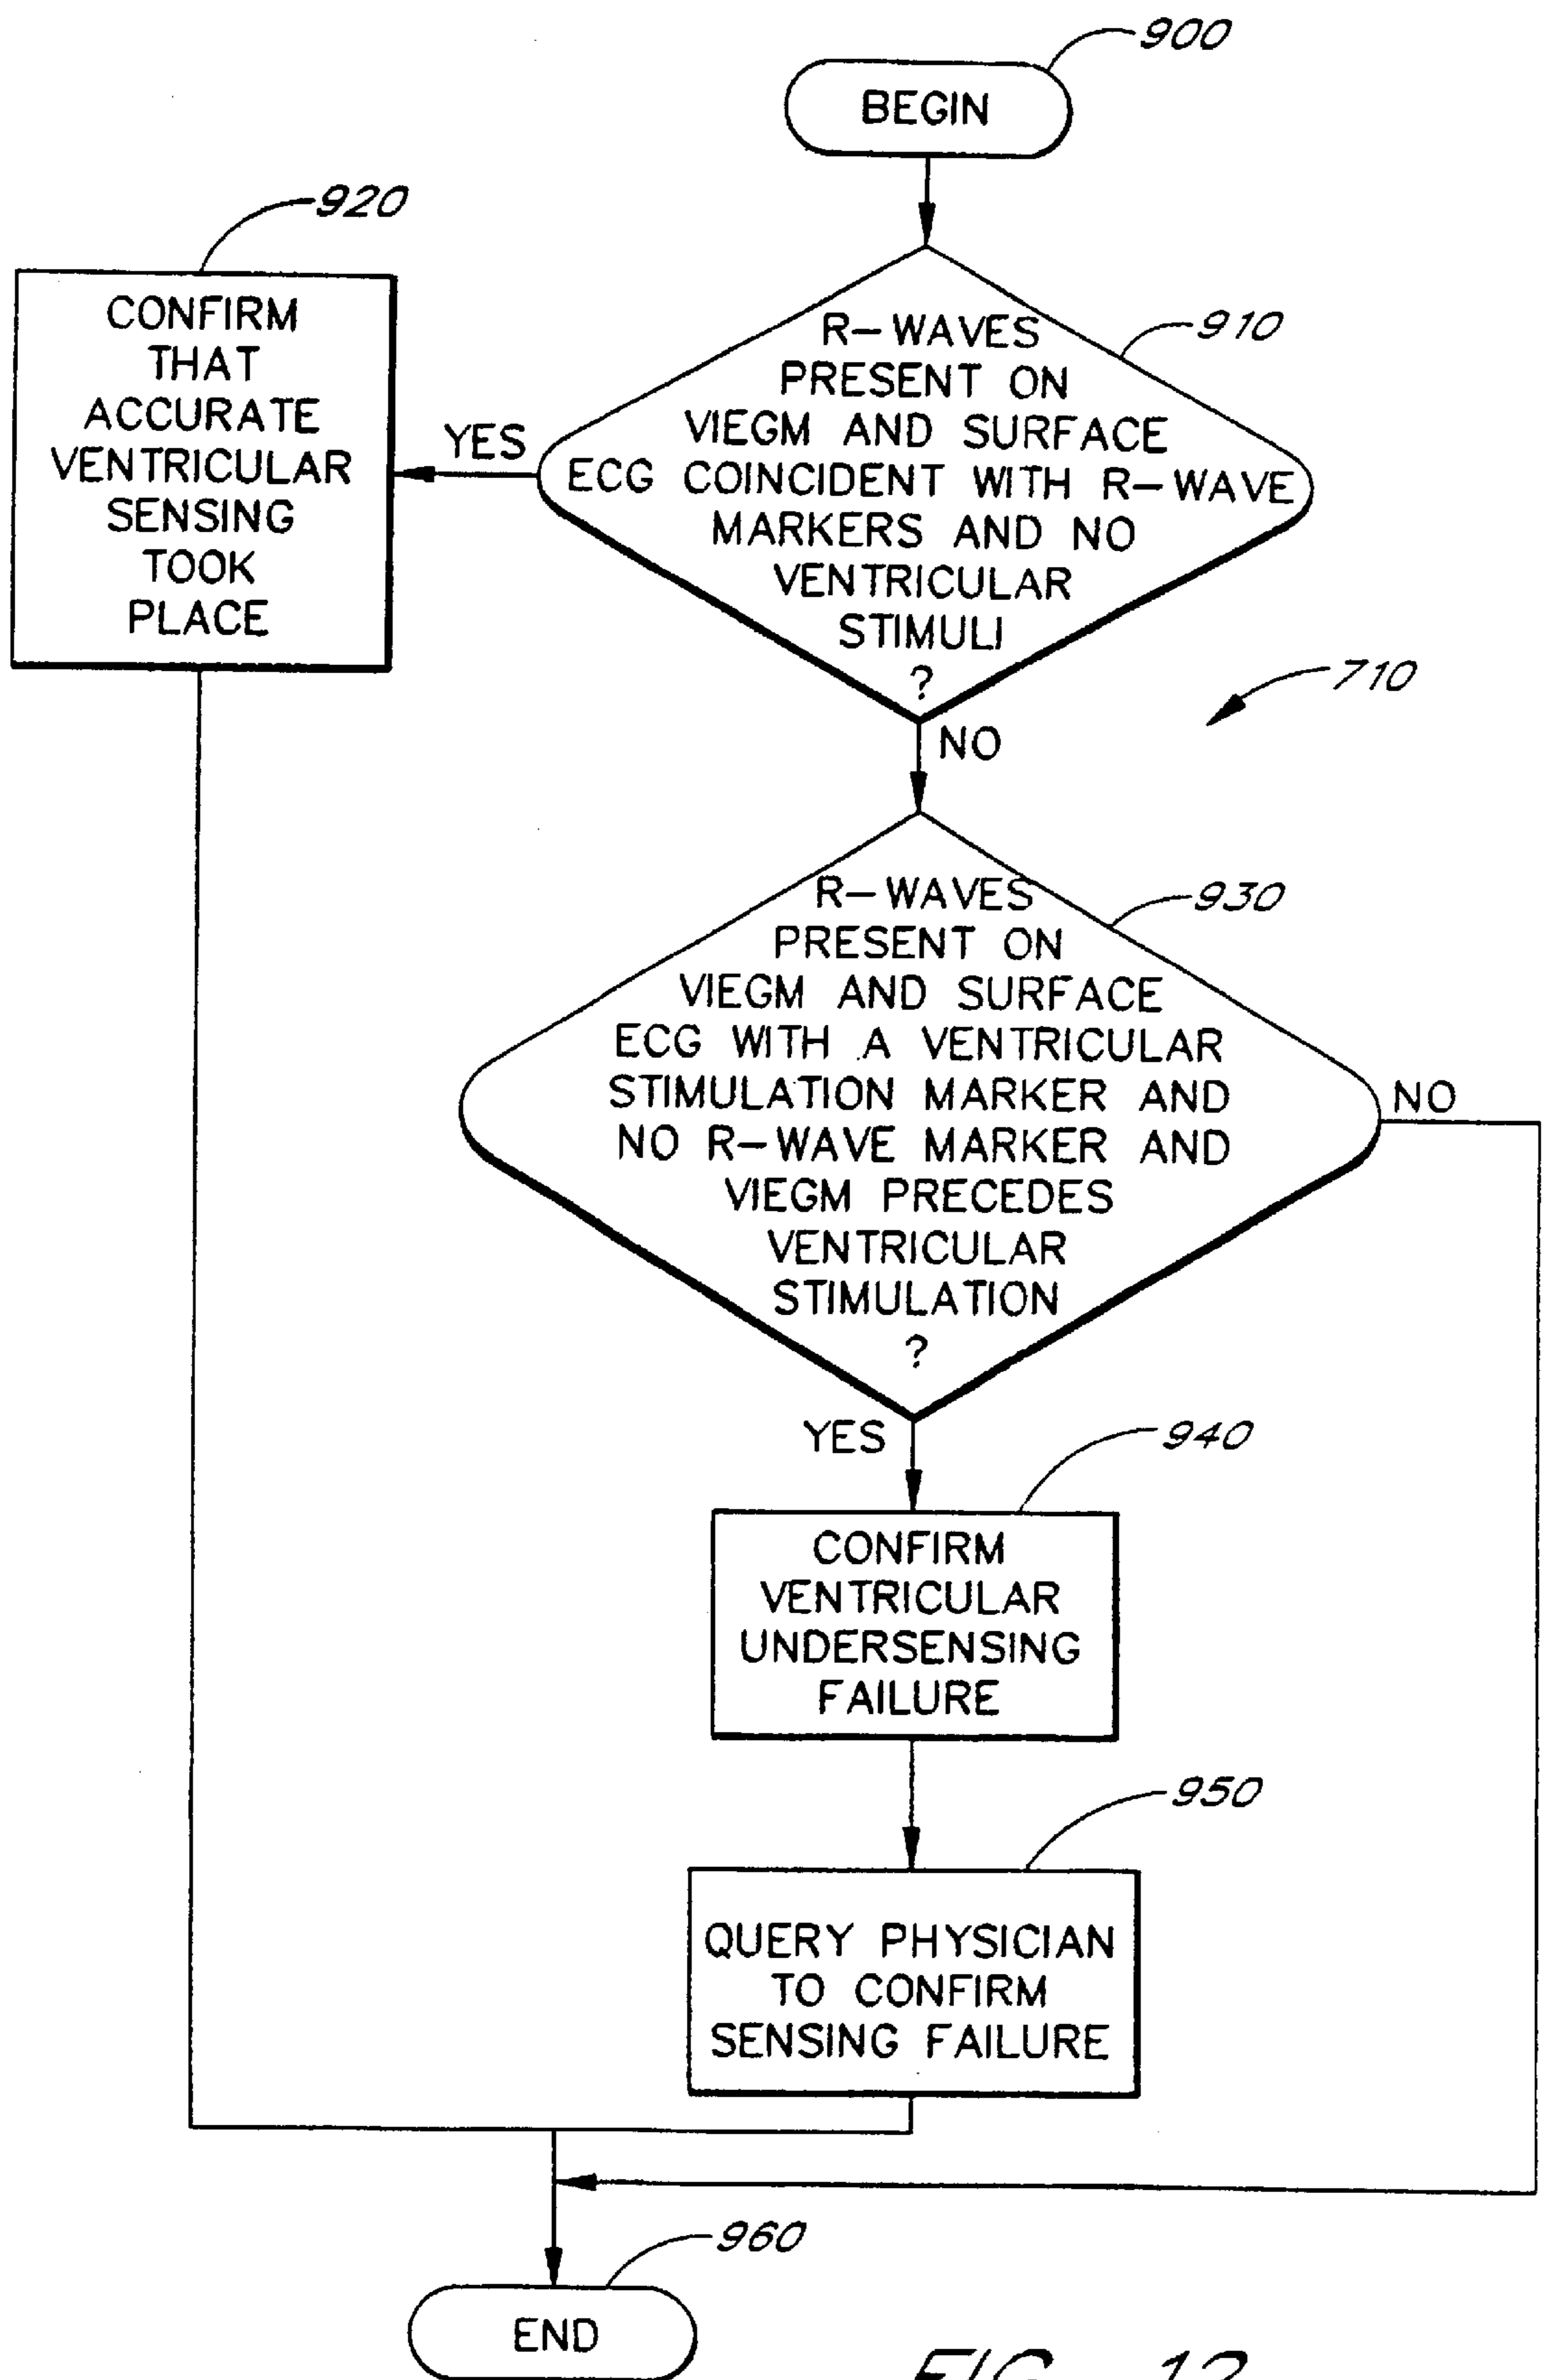 900
BEGIN
920
CONFIRM
THAT
ACCURATE
VENTRICULAR
SENSING
TOOK
PLACE
YES
910
R-WAVES
PRESENT ON
VIEGM AND SURFACE
ECG COINCIDENT WITH R-WAVE
MARKERS AND NO
VENTRICULAR
STIMULI
?
710
NO
930
R-WAVES
PRESENT ON
VIEGM AND SURFACE
ECG WITH A VENTRICULAR
STIMULATION MARKER AND
NO R-WAVE MARKER AND
VIEGM PRECEDES
VENTRICULAR
STIMULATION
?
NO
YES
940
CONFIRM
VENTRICULAR
UNDERSENSING
FAILURE
950
QUERY PHYSICIAN
TO CONFIRM
SENSING FAILURE
960
END
FIG.